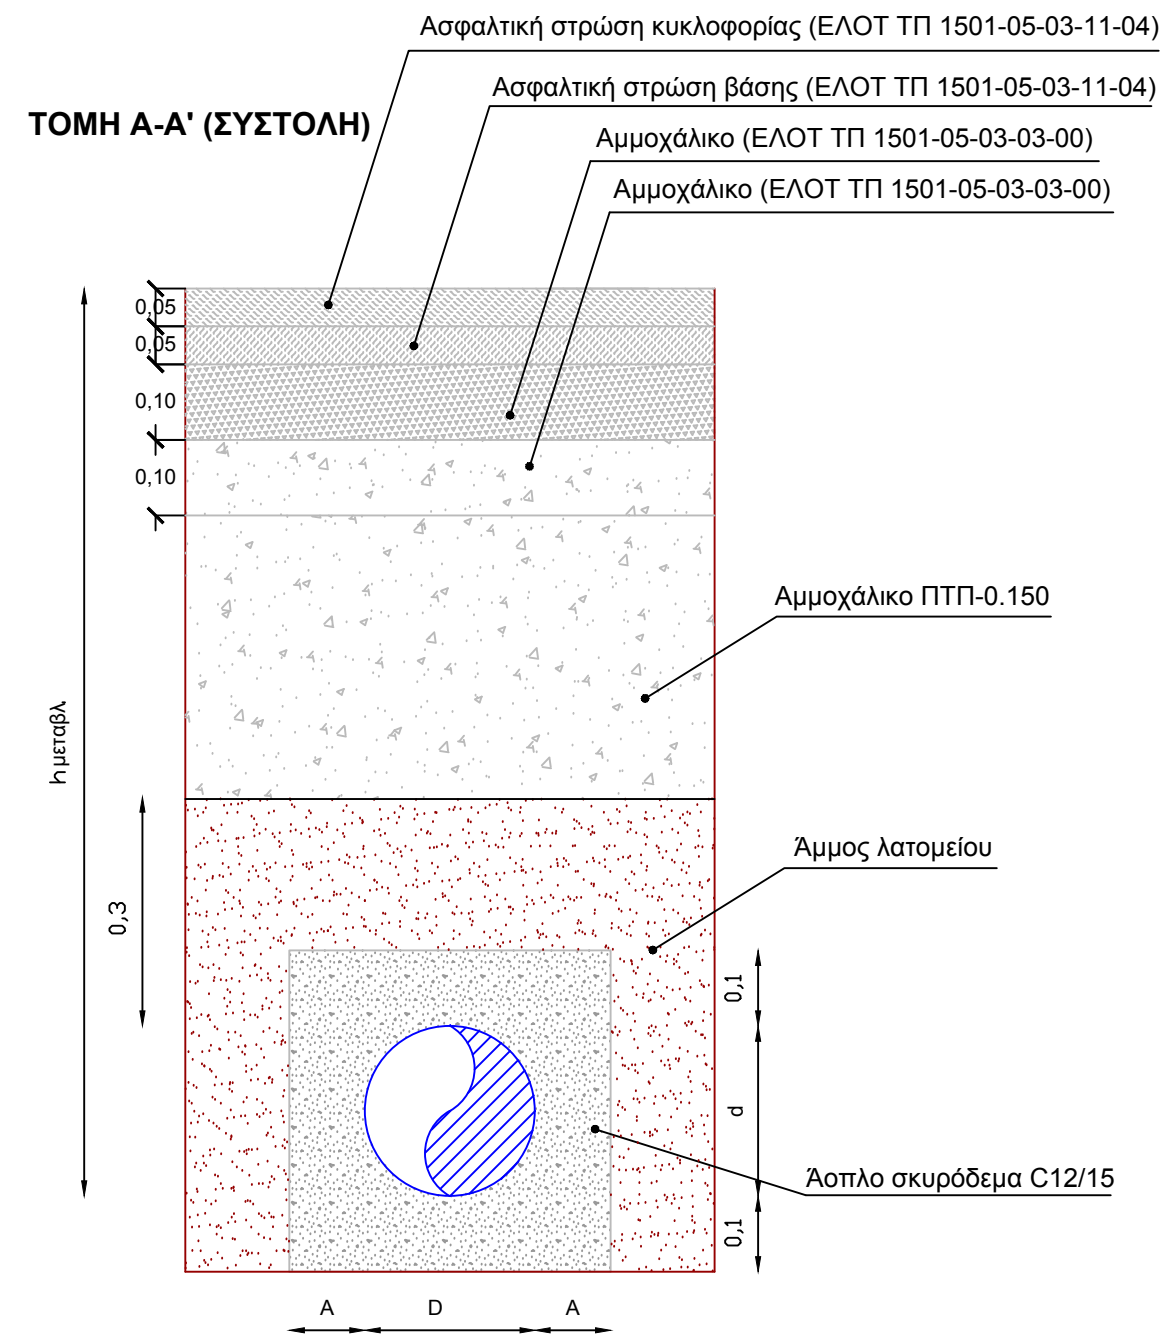 Ασφαλτική στρώση κυκλοφορίας (ΕΛΟΤ ΤΠ 1501-05-03-11-04)
Ασφαλτική στρώση βάσης (ΕΛΟΤ ΤΠ 1501-05-03-11-04)
ΤΟΜΗ Α-Α' (ΣΥΣΤΟΛΗ)
Αμμοχάλικο (ΕΛΟΤ ΤΠ 1501-05-03-03-00)
Αμμοχάλικο (ΕΛΟΤ ΤΠ 1501-05-03-03-00)
0,05
0,05
0,10
0,10
Αμμοχάλικο ΠΤΠ-0.150
hμεταβλ
Άμμος λατομείου
0,3
0,1
d
Άοπλο σκυρόδεμα C12/15
0,1
A
D
A